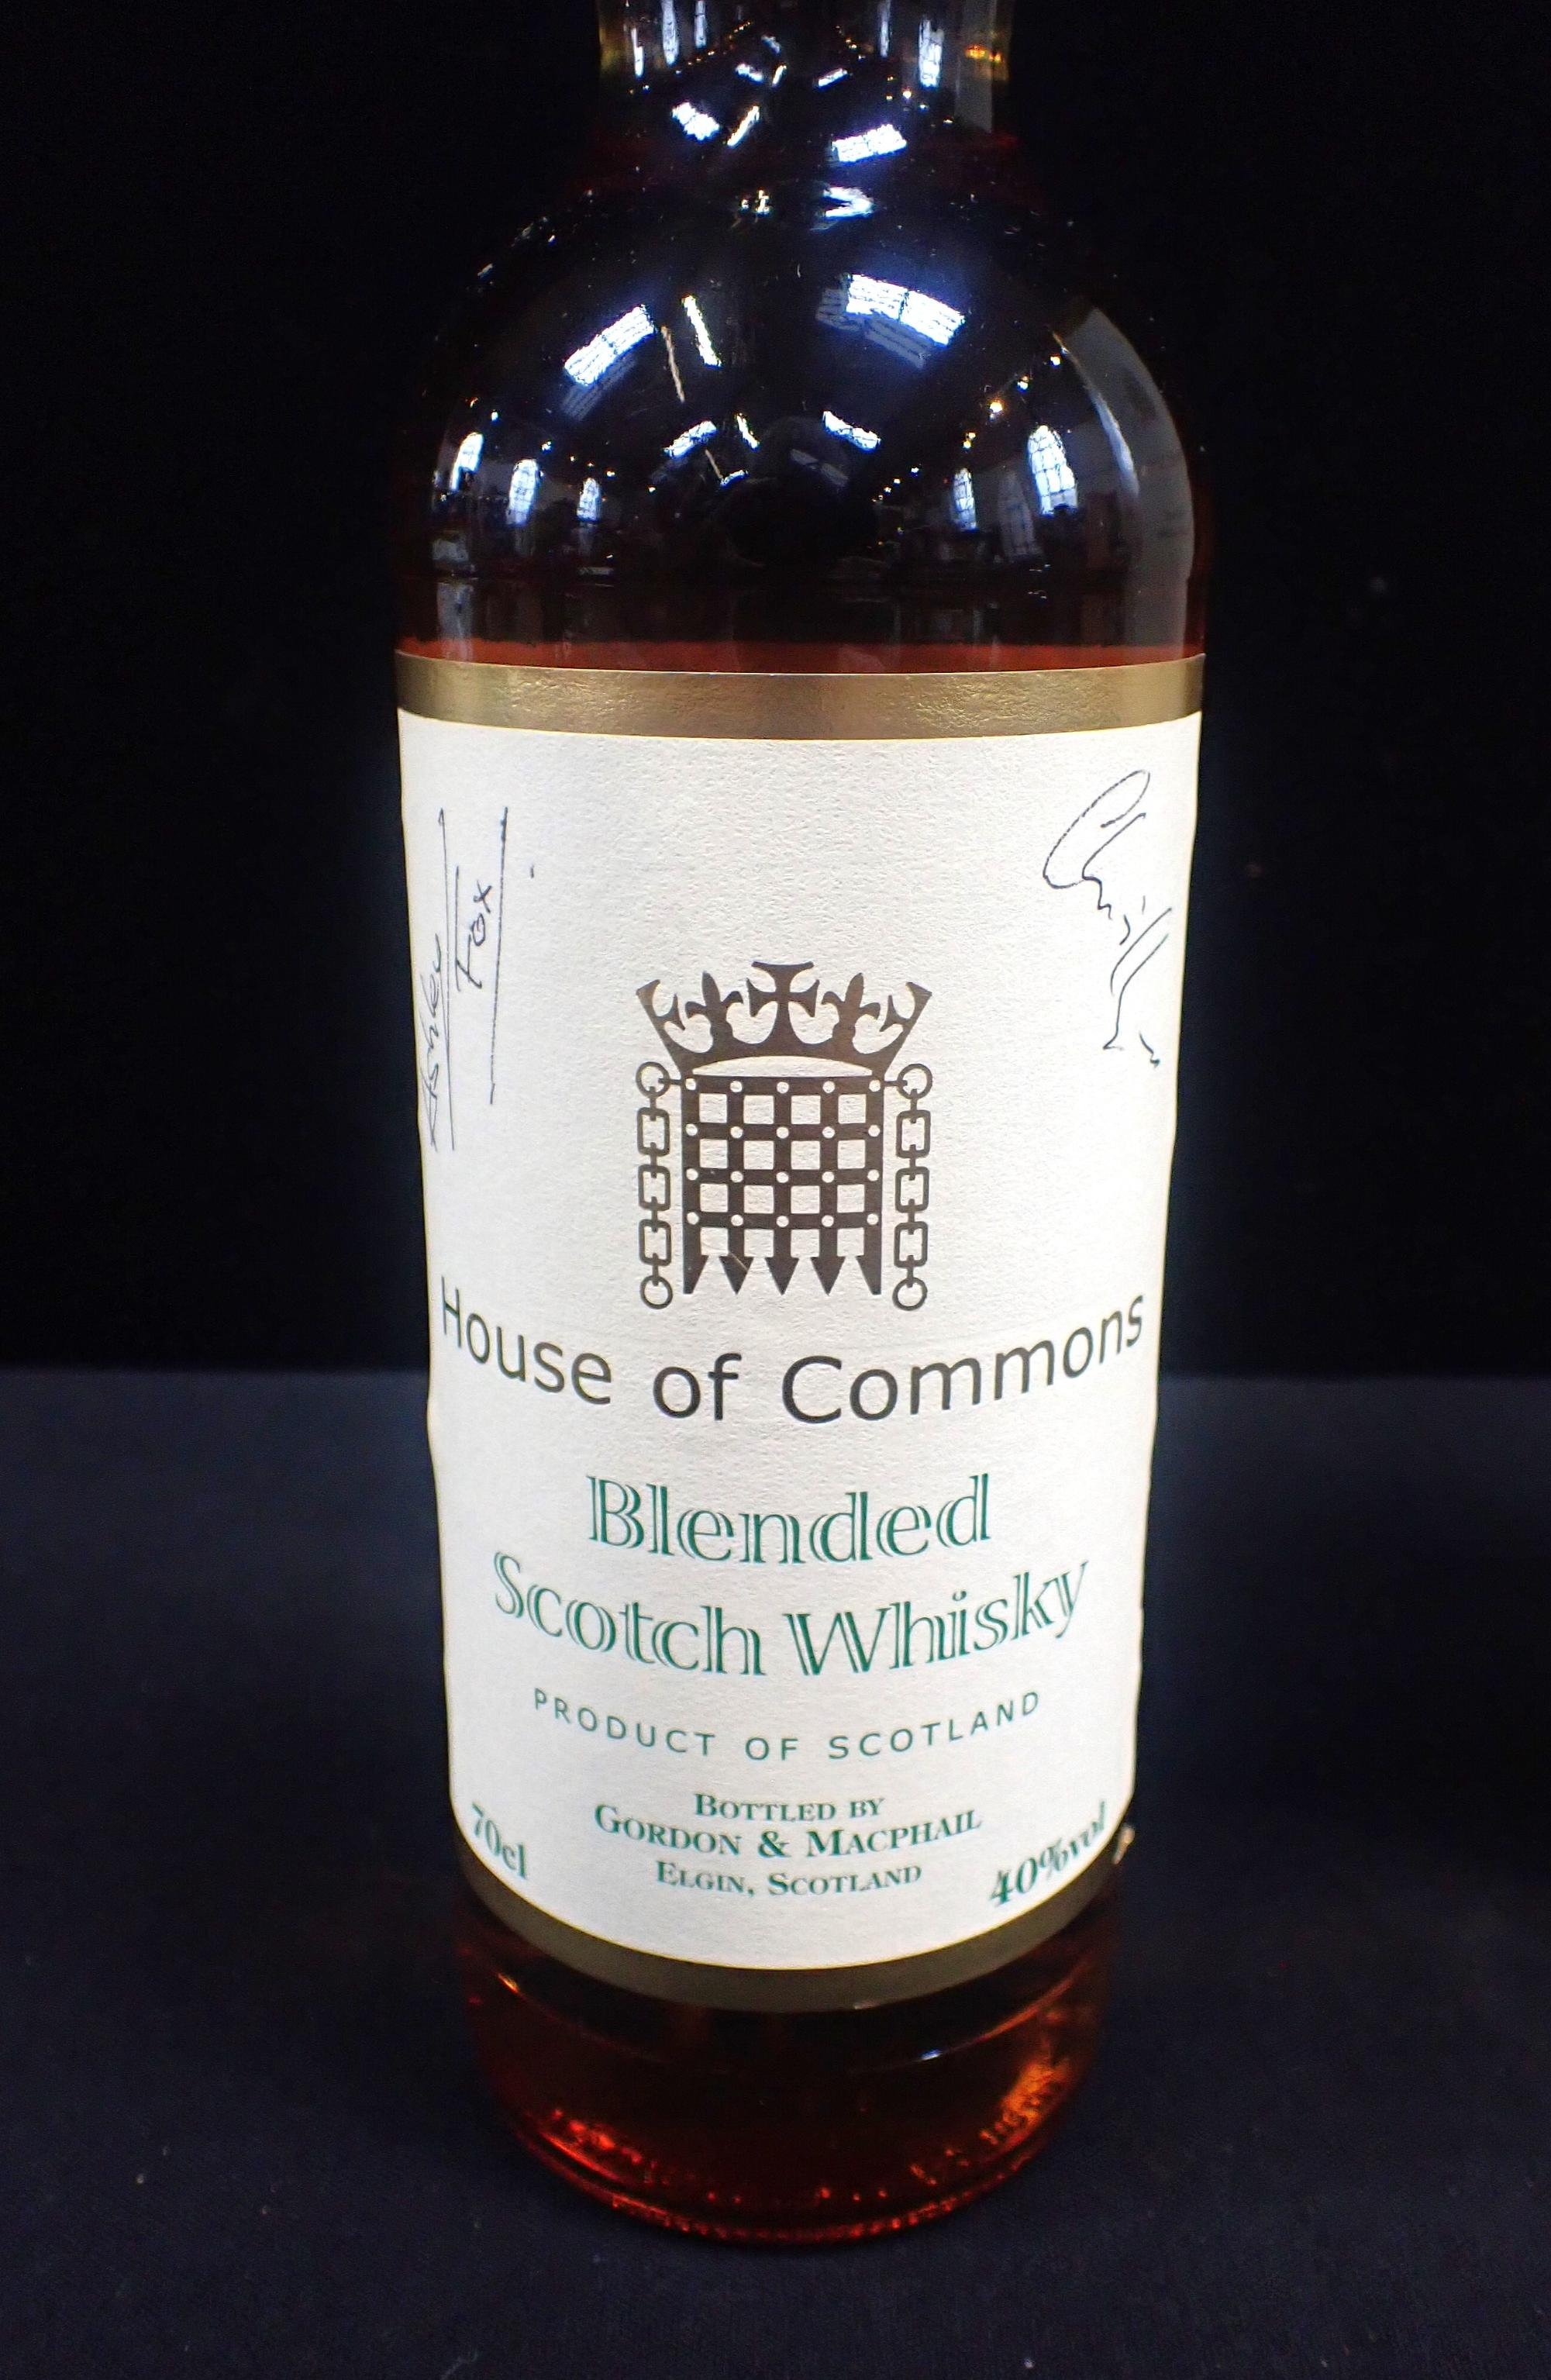 Ashley
Fox
House of Commons
Blended
Scotch Whisky
PRODUCT OF SCOTLAND
BOTTLED BY
GORDON & MACPHAIL
ELGIN, SCOTLAND
70cl
40%vol